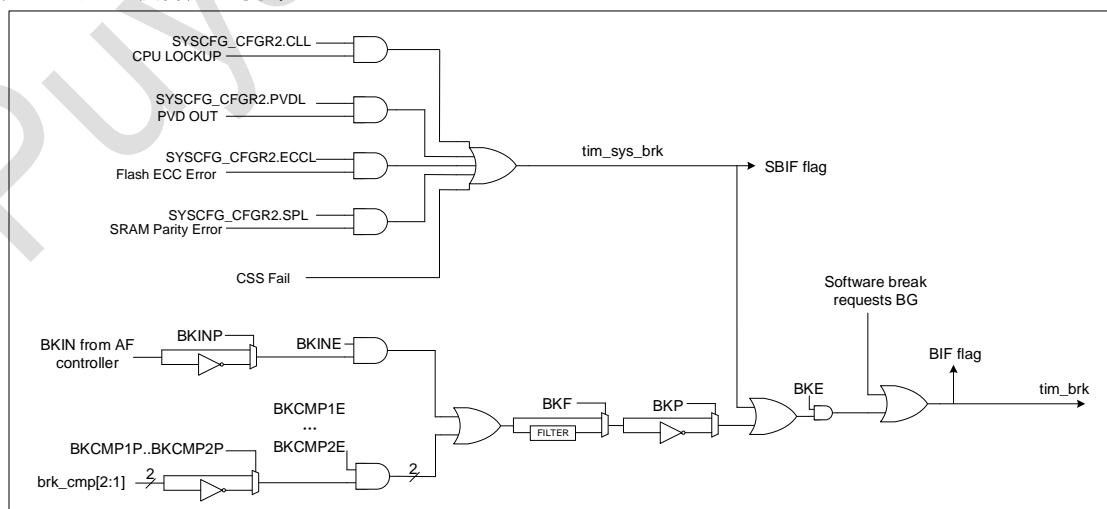 SYSCFG_CFGR2.CLL
CPU LOCKUP
SYSCFG_CFGR2.PVDL
PVD OUT
SYSCFG_CFGR2.ECCL
Flash ECC Error
SYSCFG_CFGR2.SPL
SRAM Parity Error
CSS Fail
tim_sys_brk
SBIF flag
Software break
requests BG
BKIN from AF
controller
BKINP
BKINE
BKCMP1E
...
BKCMP2E
BKCMP1P..BKCMP2P
brk_cmp[2:1]
2
2
BKF
FILTER
BKP
BKE
BIF flag
tim_brk
Puy